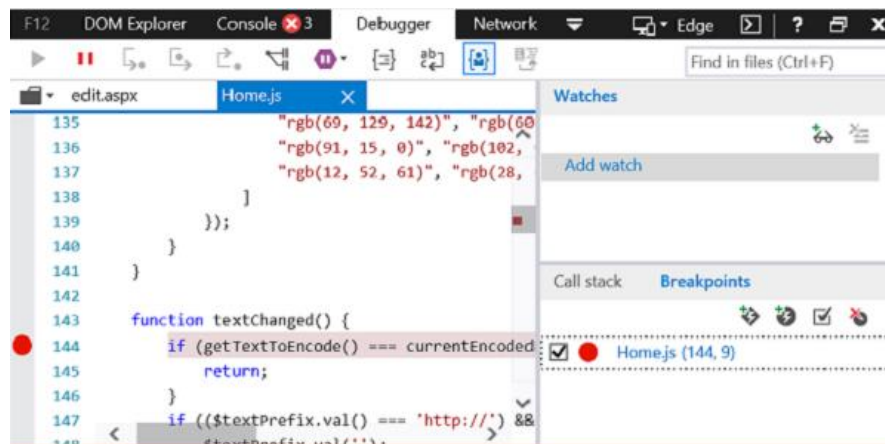 F12 DOM Explorer Console 3 Debugger Network Edge ?
Find in files (Ctrl+F)
edit.aspx Home.js
Watches
Add watch
135 "rgb(69, 129, 142)", "rgb(60
136 "rgb(91, 15, 0)", "rgb(102,
137 "rgb(12, 52, 61)", "rgb(28,
138 ]
139 });
140 }
141 }
142
143 function textChanged() {
144 if (getTextToEncode() === currentEncoded
145 return;
146 }
147 if (($textPrefix.val() === 'http://') &&
Call stack Breakpoints
Home.js (144, 9)